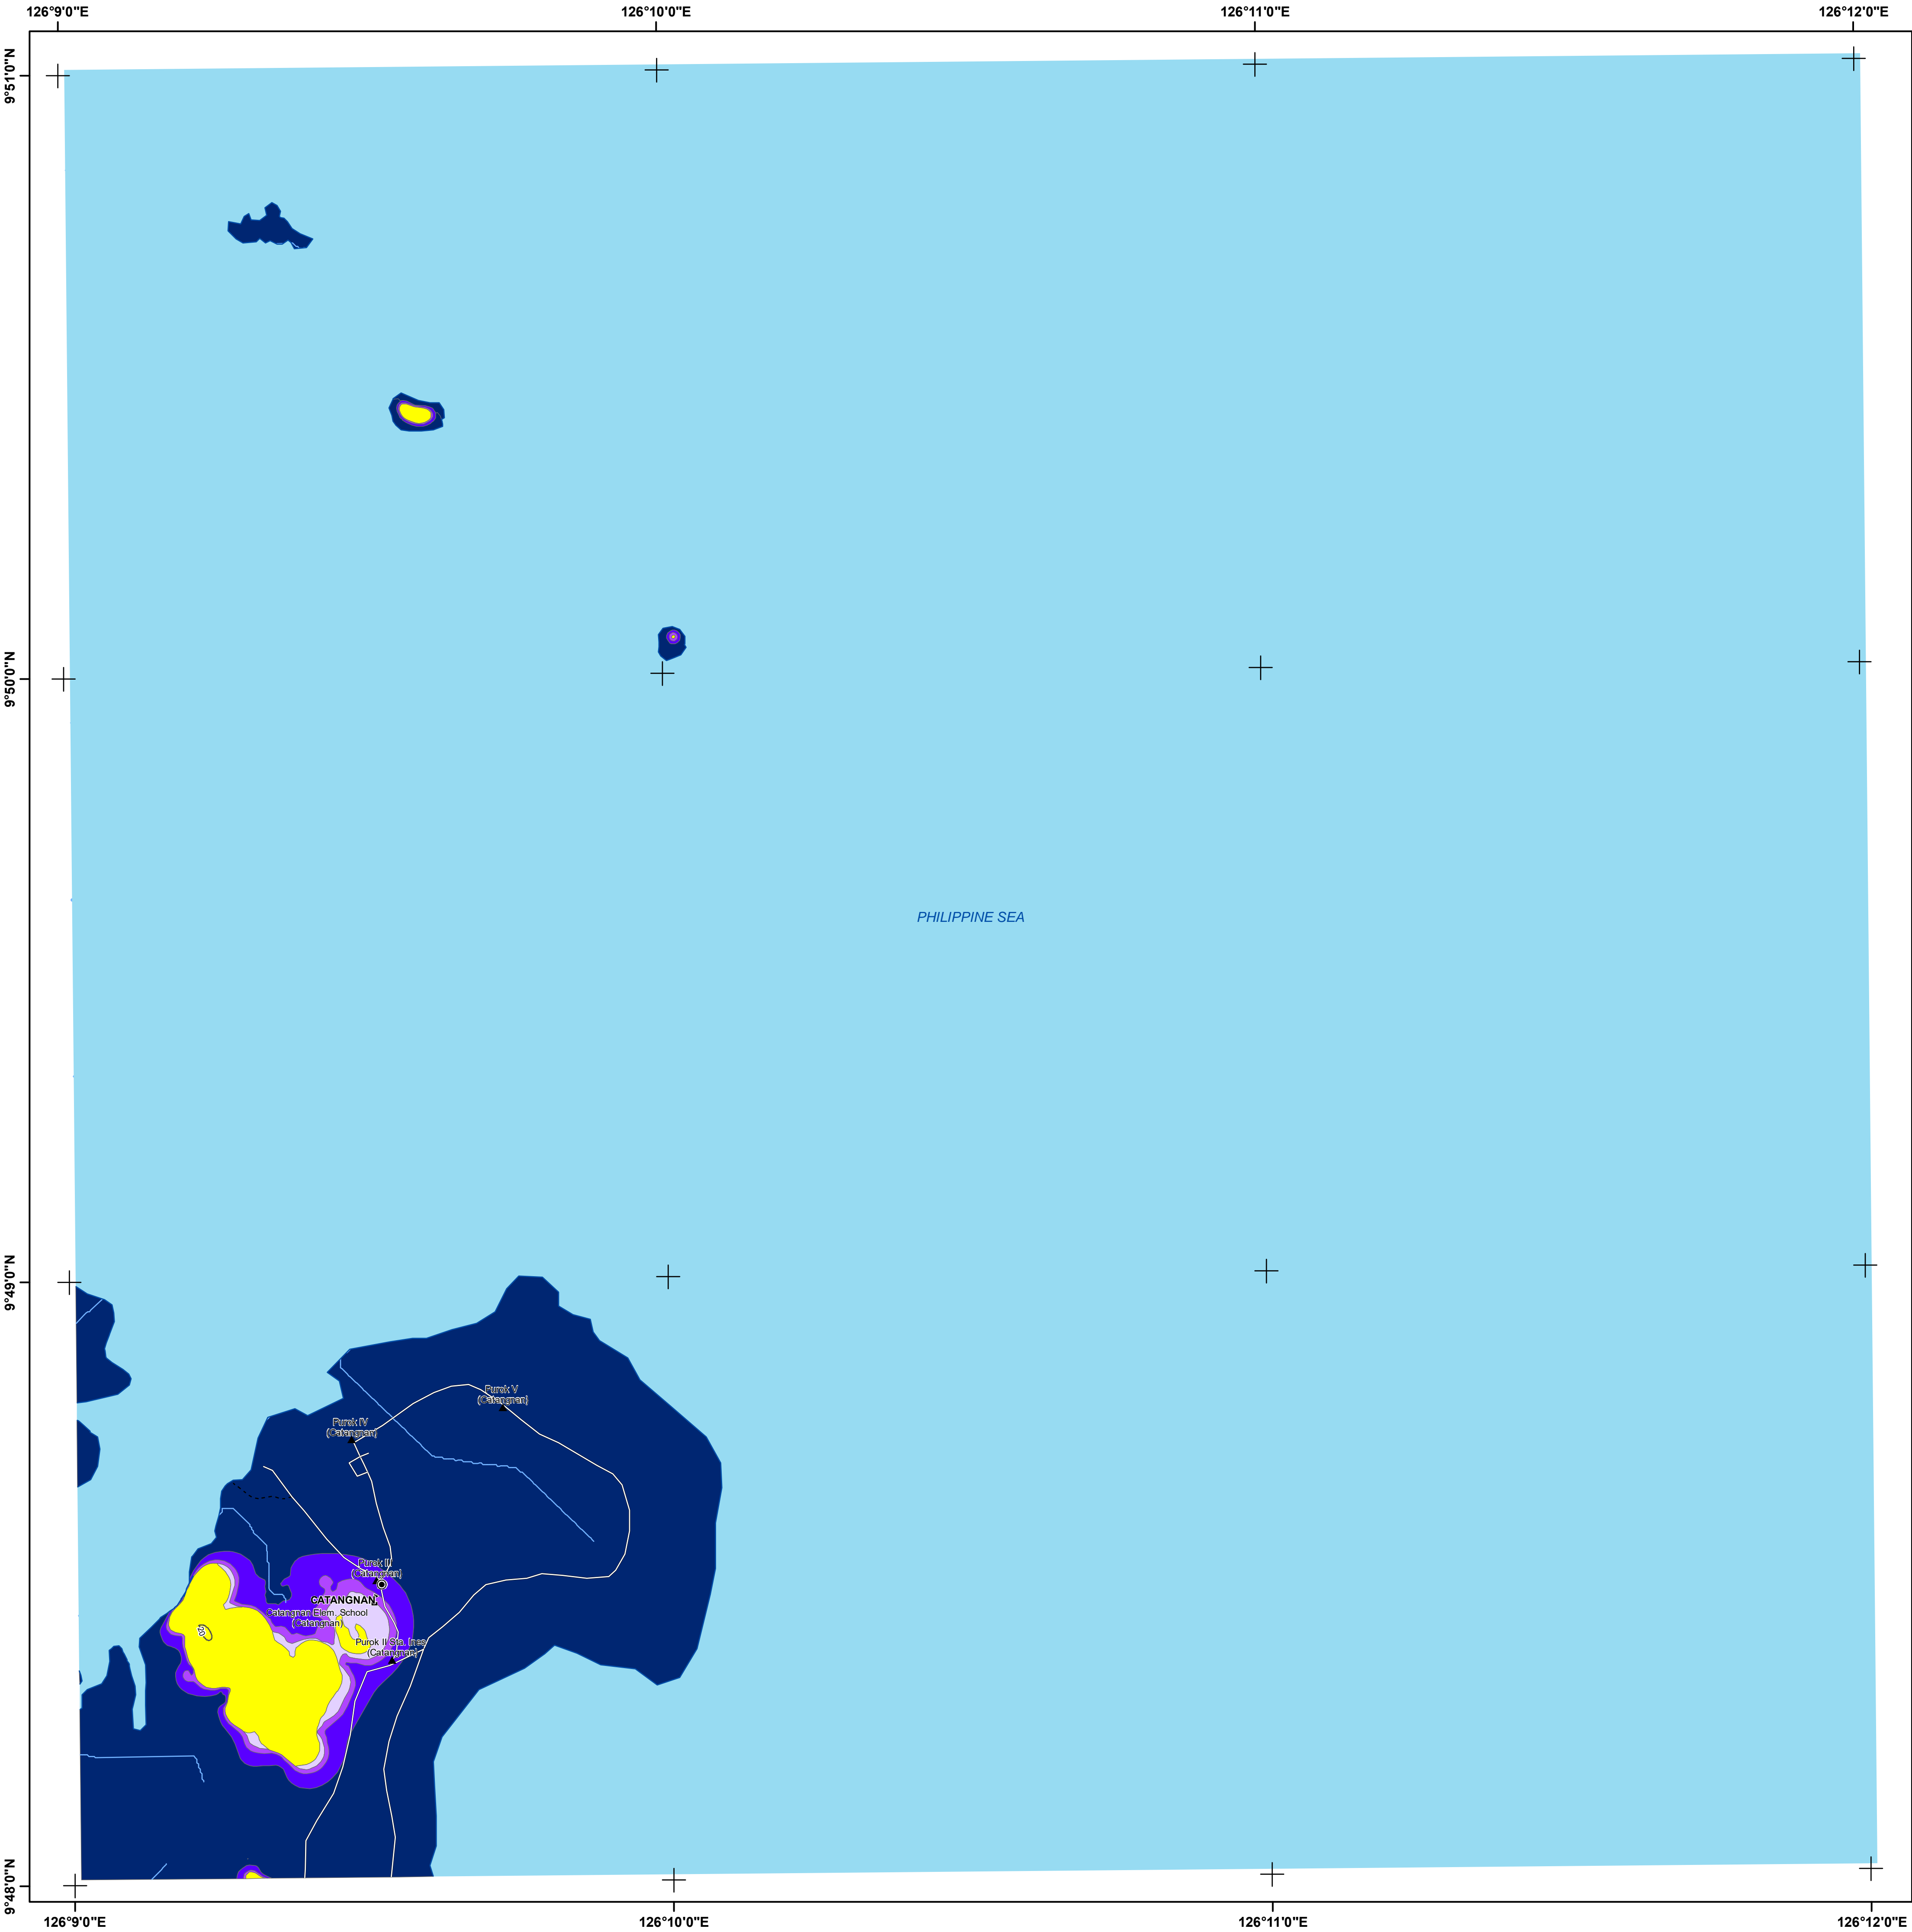 126°9'0"E 126°10'0"E 126°11'0"E 126°12'0"E
9°51'0"N
9°50'0"N
PHILIPPINE SEA
9°49'0"N
Purok V
(Catangnan)
Purok IV
(Catangnan)
Purok III
(Catangnan)
CATANGNAN
Catangnan Elem. School
(Catangnan)
20
Purok II Sta. Ines
(Catangnan)
9°48'0"N
126°9'0"E 126°10'0"E 126°11'0"E 126°12'0"E